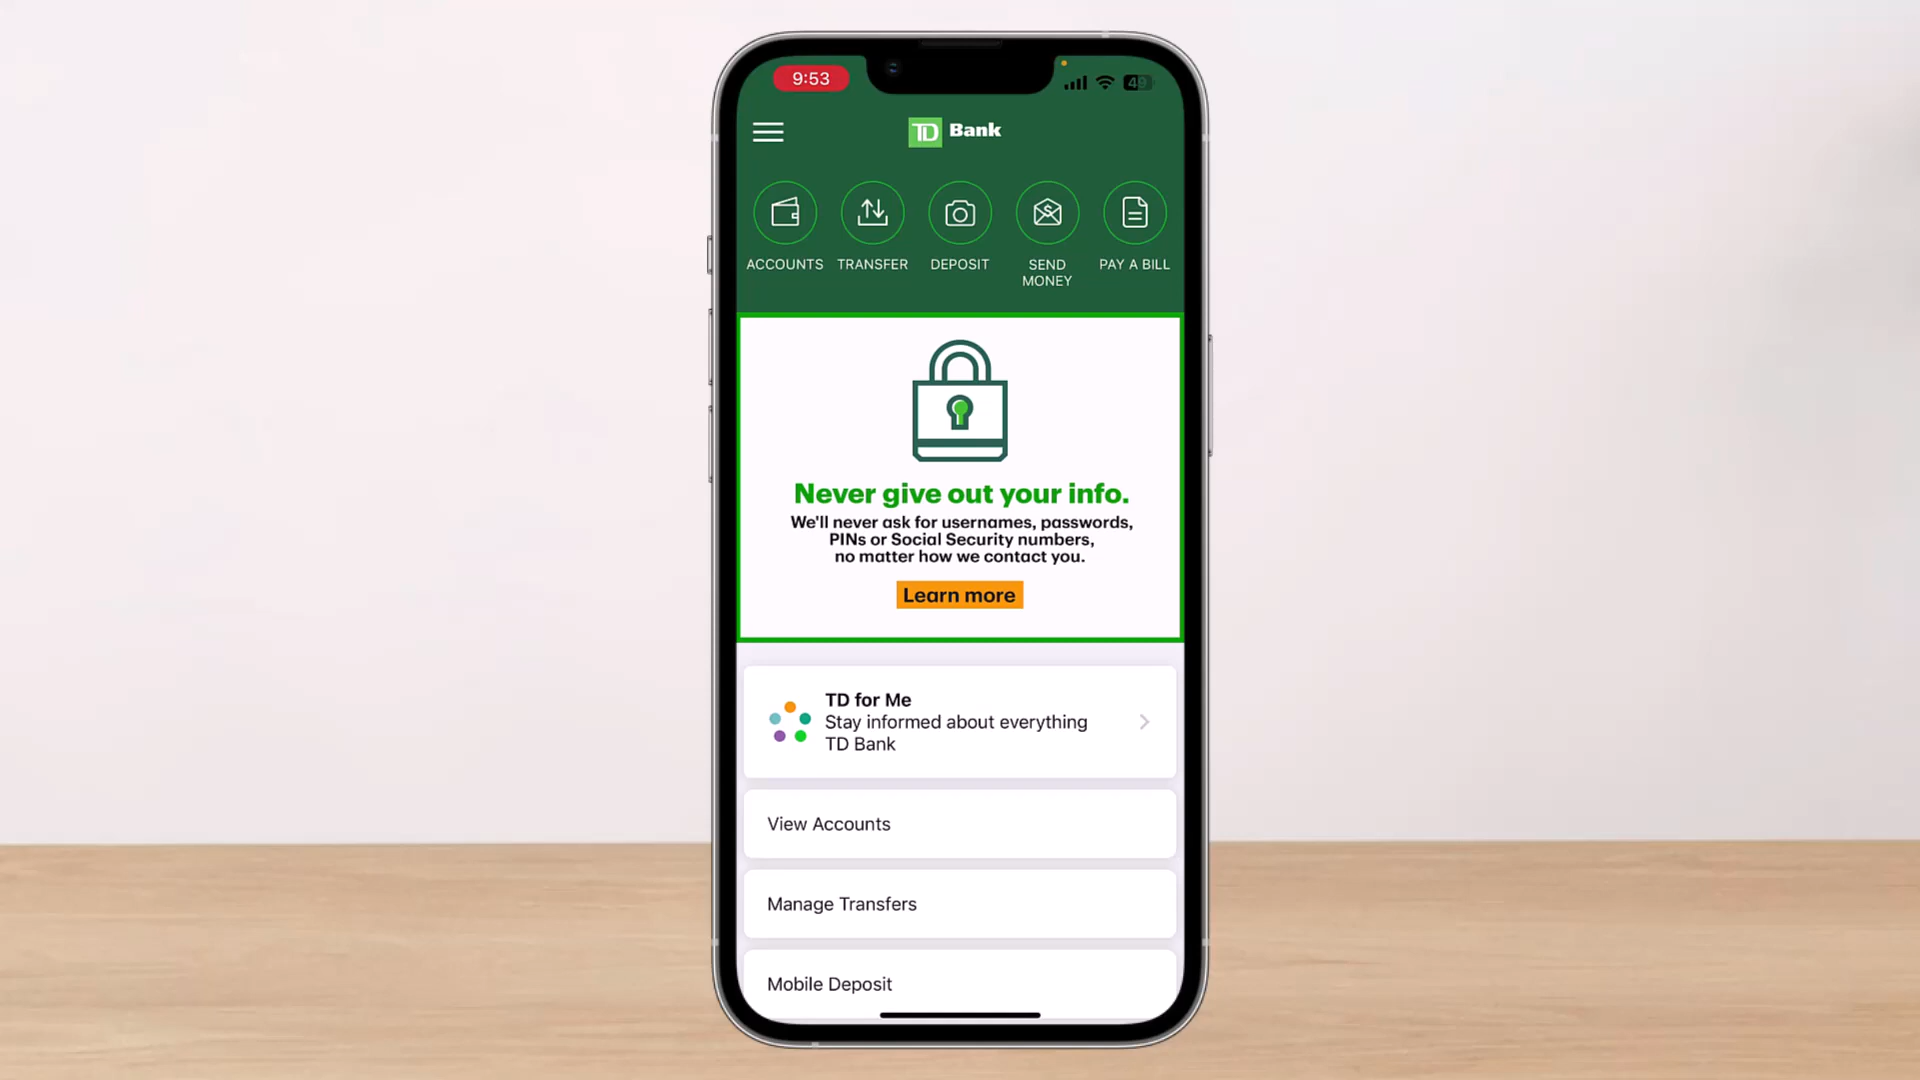 9:53
49
TD Bank
ACCOUNTS
TRANSFER
DEPOSIT
SEND
MONEY
PAY A BILL
Never give out your info.
We'll never ask for usernames, passwords,
PINs or Social Security numbers,
no matter how we contact you.
Learn more
TD for Me
Stay informed about everything
TD Bank
View Accounts
Manage Transfers
Mobile Deposit